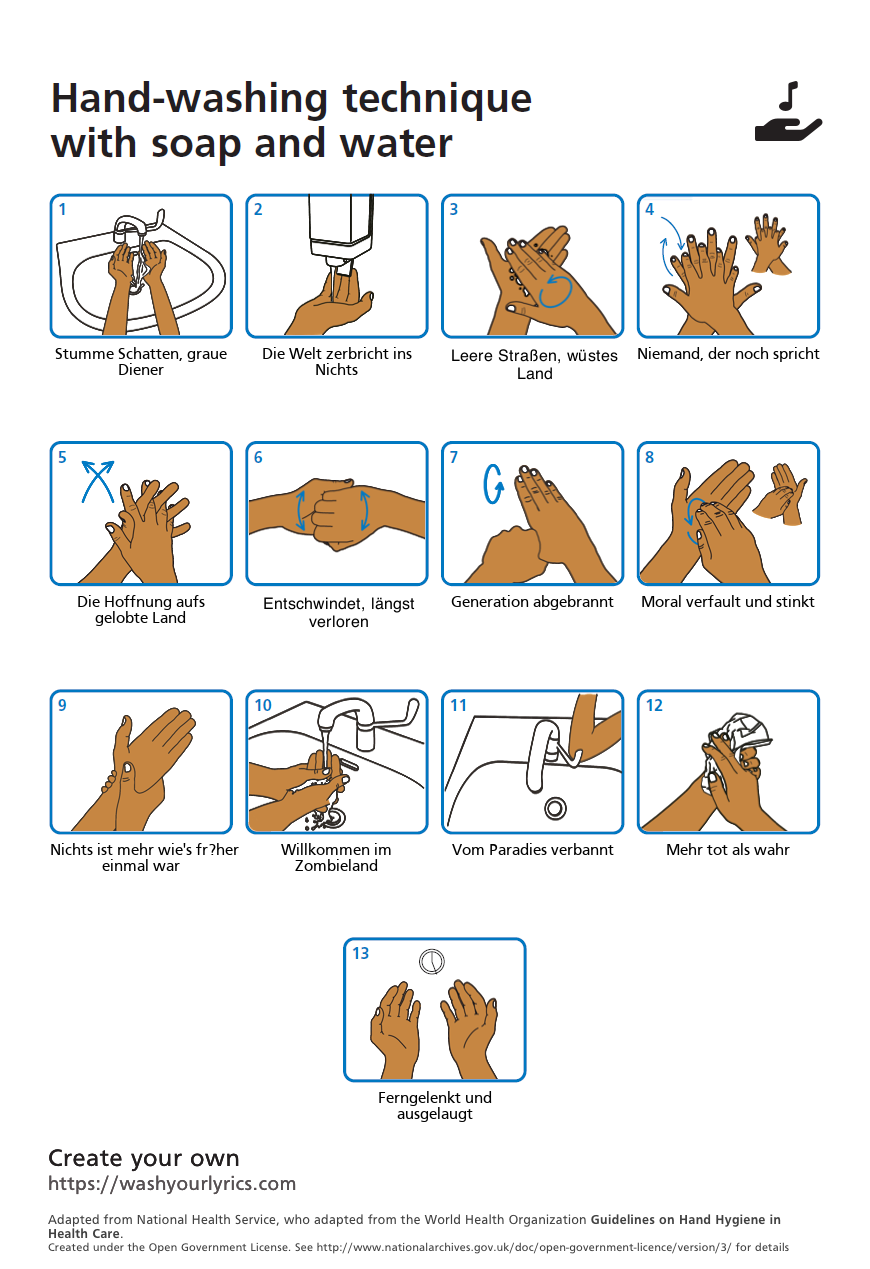 Hand-washing technique
with soap and water
1
2
3
4
Stumme Schatten, graue
Diener
Die Welt zerbricht ins
Nichts
Leere Straßen, wüstes
Land
Niemand, der noch spricht
5
6
7
8
Die Hoffnung aufs
gelobte Land
Entschwindet, längst
verloren
Generation abgebrannt
Moral verfault und stinkt
9
10
11
12
Nichts ist mehr wie's fr?her
einmal war
Willkommen im
Zombieland
Vom Paradies verbannt
Mehr tot als wahr
13
Ferngelenkt und
ausgelaugt
Create your own
https://washyourlyrics.com
Adapted from National Health Service, who adapted from the World Health Organization Guidelines on Hand Hygiene in
Health Care.
Created under the Open Government License. See http://www.nationalarchives.gov.uk/doc/open-government-licence/version/3/ for details